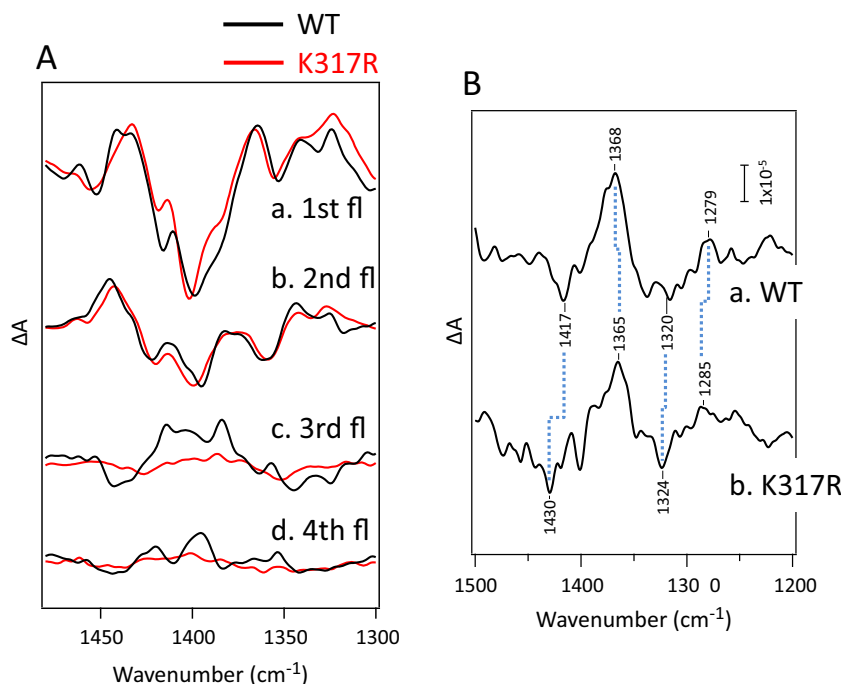 WT
K317R
A
a. 1st fl
b. 2nd fl
c. 3rd fl
d. 4th fl
ΔA
1450
1400
1350
1300
Wavenumber (cm-1)
B
1368
1x10-5
1279
a. WT
1417
1365
1320
1285
ΔA
b. K317R
1430
1324
1500
1400
130 0
1200
Wavenumber (cm-1)